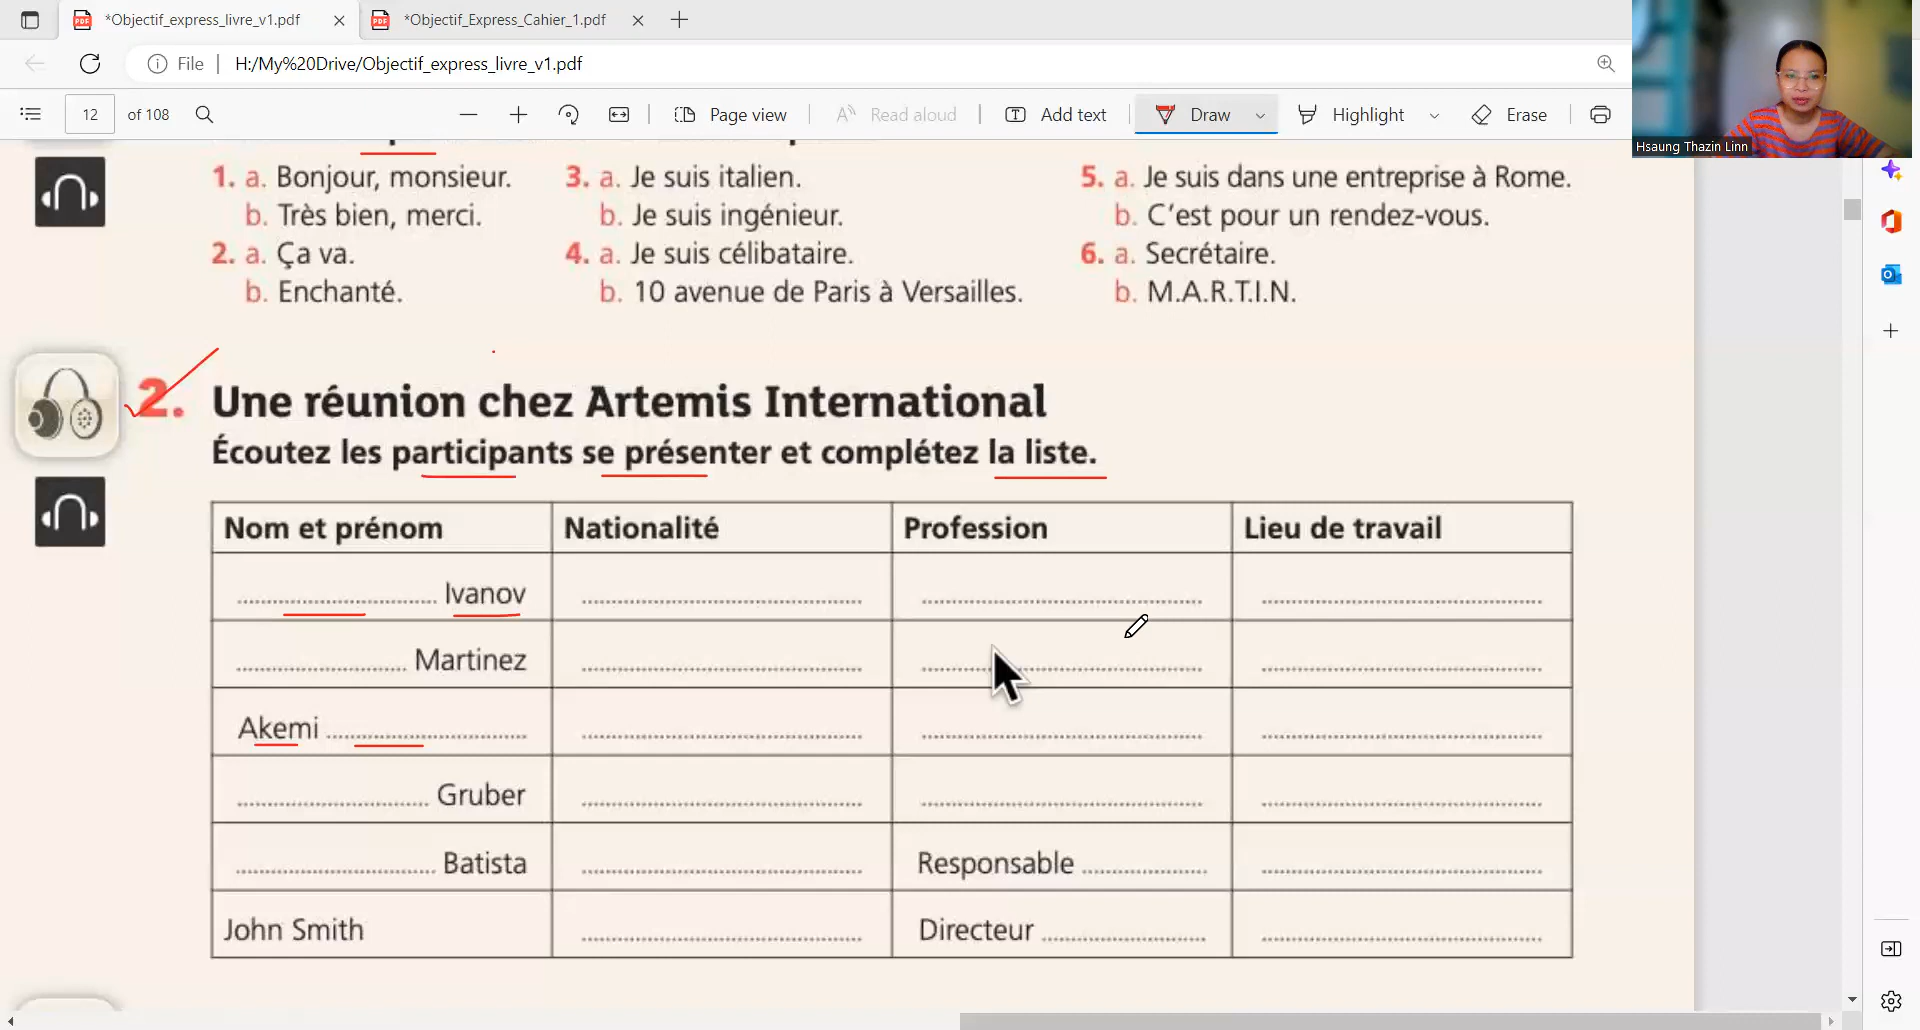 *Objectif_express_livre_v1.pdf
*Objectif_Express_Cahier_1.pdf
File
H:/My%20Drive/Objectif_express_livre_v1.pdf
12 of 108
Page view
Read aloud
Add text
Draw
Highlight
Erase
Hsaung Thazin Linn
1. a. Bonjour, monsieur.
b. Très bien, merci.
2. a. Ça va.
b. Enchanté.
3. a. Je suis italien.
b. Je suis ingénieur.
4. a. Je suis célibataire.
b. 10 avenue de Paris à Versailles.
5. a. Je suis dans une entreprise à Rome.
b. C'est pour un rendez-vous.
6. a. Secrétaire.
b. M.A.R.T.I.N.
2. Une réunion chez Artemis International
Écoutez les participants se présenter et complétez la liste.
Nom et prénom Nationalité Profession Lieu de travail
Ivanov
Martinez
Akemi
Gruber
Batista Responsable
John Smith Directeur